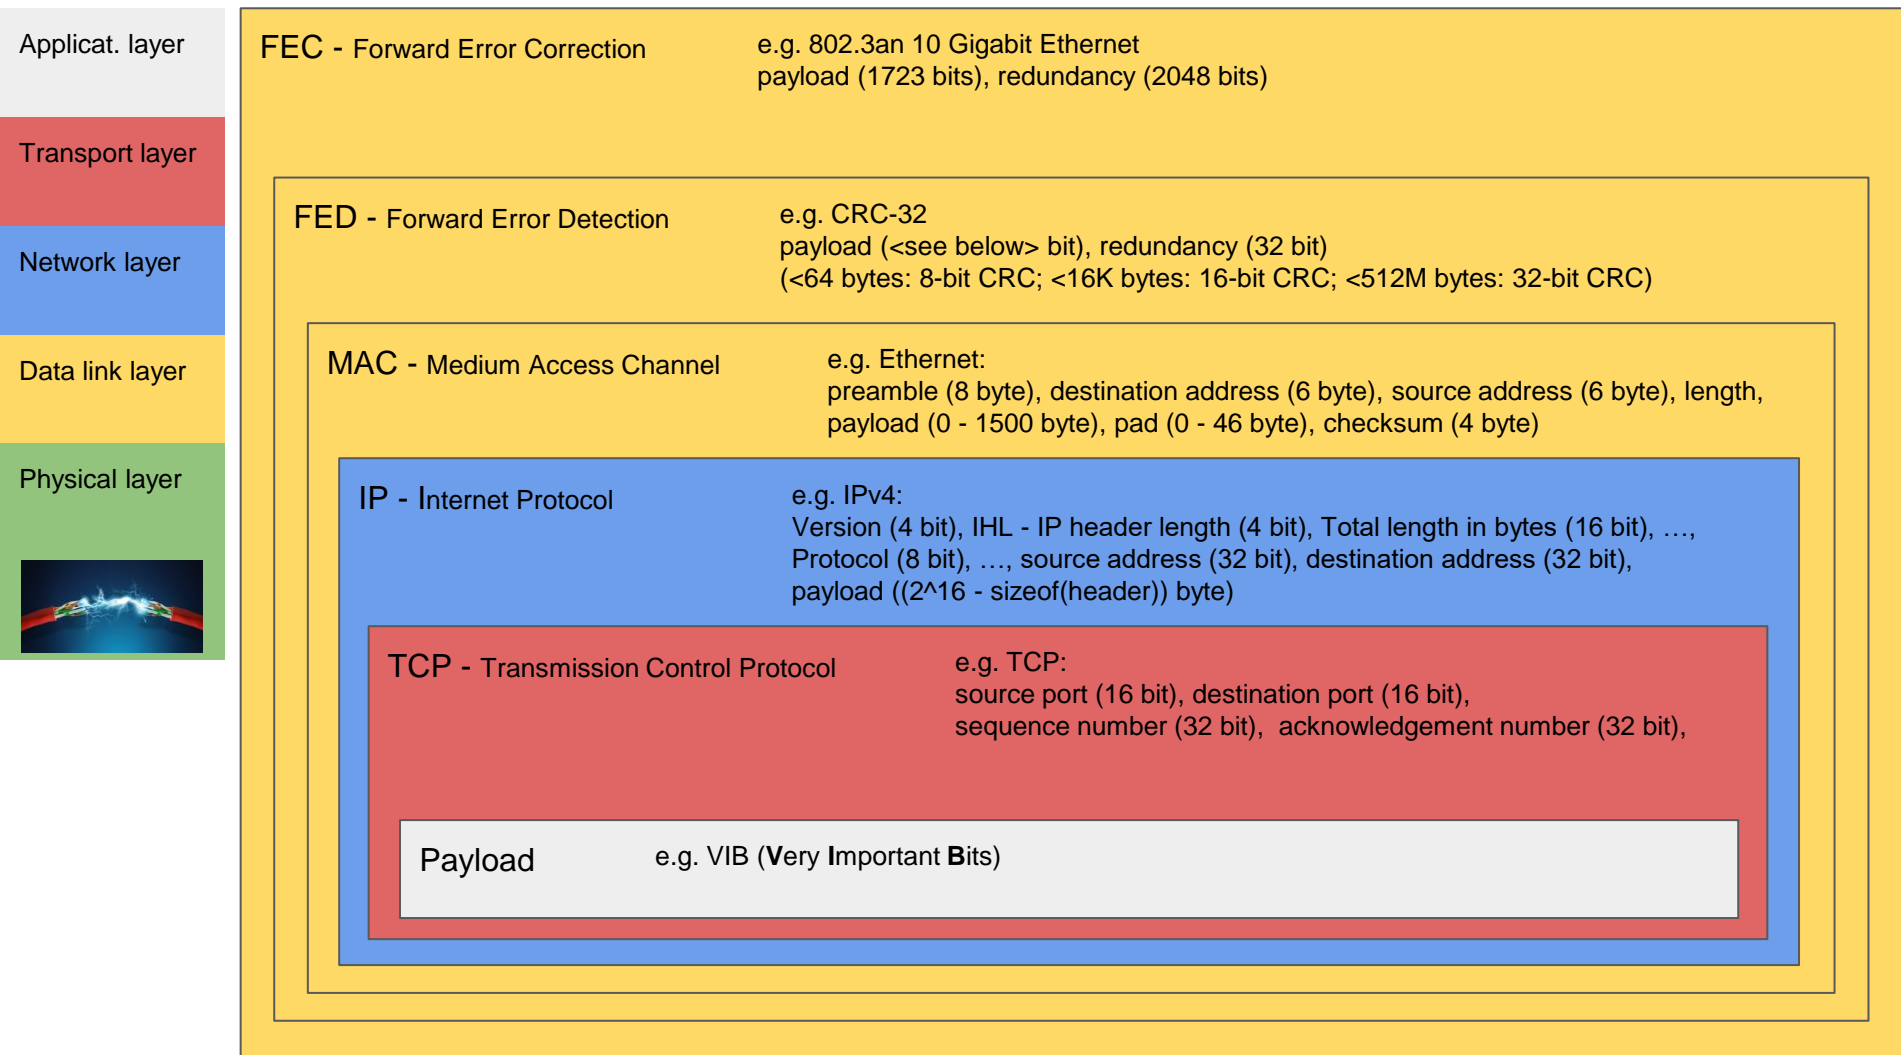 Applicat. layer
Transport layer
Network layer
Data link layer
Physical layer
FEC - Forward Error Correction
e.g. 802.3an 10 Gigabit Ethernet
payload (1723 bits), redundancy (2048 bits)
FED - Forward Error Detection
e.g. CRC-32
payload (<see below> bit), redundancy (32 bit)
(<64 bytes: 8-bit CRC; <16K bytes: 16-bit CRC; <512M bytes: 32-bit CRC)
MAC - Medium Access Channel
e.g. Ethernet:
preamble (8 byte), destination address (6 byte), source address (6 byte), length,
payload (0 - 1500 byte), pad (0 - 46 byte), checksum (4 byte)
IP - Internet Protocol
e.g. IPv4:
Version (4 bit), IHL - IP header length (4 bit), Total length in bytes (16 bit), …,
Protocol (8 bit), …, source address (32 bit), destination address (32 bit),
payload ((2^16 - sizeof(header)) byte)
TCP - Transmission Control Protocol
e.g. TCP:
source port (16 bit), destination port (16 bit),
sequence number (32 bit),  acknowledgement number (32 bit),
Payload
e.g. VIB (Very Important Bits)